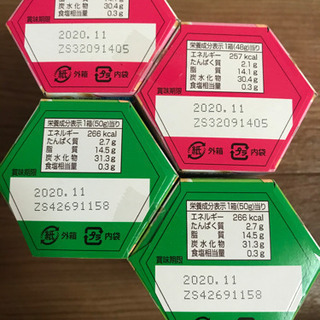 炭水化物 30.4g
食塩相当量 0.3g
2020.11
ZS32091405
紙 外箱 プラ 内袋
栄養成分表示 1箱(48g)当り
エネルギー 257 kcal
たんぱく質 2.1g
脂質 14.1g
炭水化物 30.4g
食塩相当量 0.3g
賞味期限
2020.11
ZS32091405
紙 外箱 プラ 内袋
栄養成分表示 1箱(50g)当り
エネルギー 266 kcal
たんぱく質 2.7g
脂質 14.5g
炭水化物 31.3g
食塩相当量 0.3g
賞味期限
2020.11
ZS42691158
紙 外箱 プラ 内袋
栄養成分表示 1箱(50g)当り
エネルギー 266 kcal
たんぱく質 2.7g
脂質 14.5g
炭水化物 31.3g
食塩相当量 0.3g
賞味期限
2020.11
ZS42691158